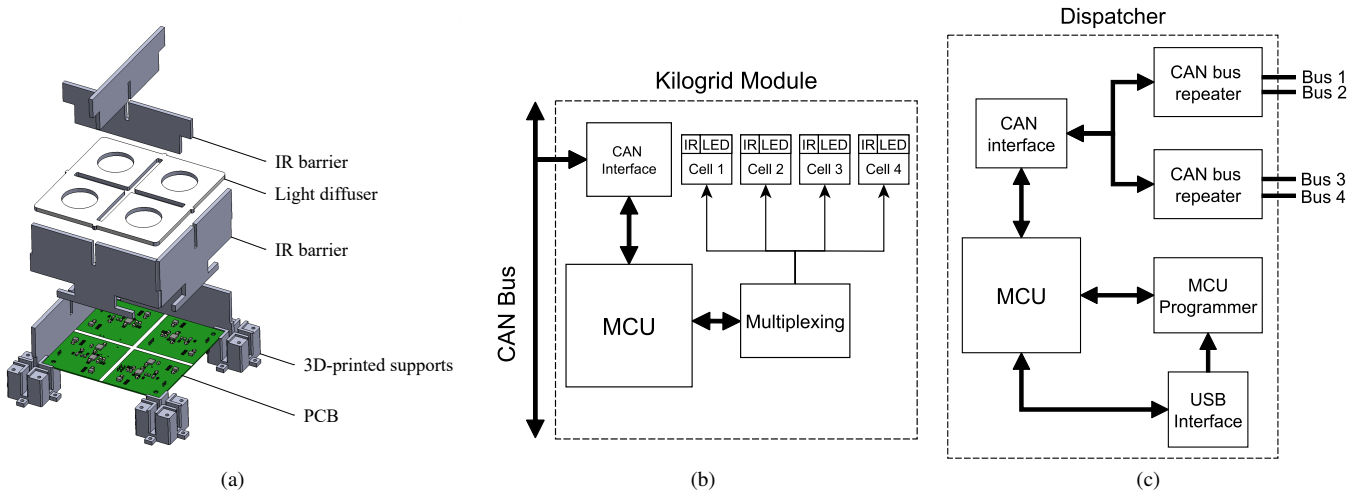 IR barrier
Light diffuser
IR barrier
3D-printed supports
PCB
(a)
Kilogrid Module
CAN Bus
CAN
Interface
IR LED
Cell 1
IR LED
Cell 2
IR LED
Cell 3
IR LED
Cell 4
MCU
Multiplexing
(b)
Dispatcher
CAN bus
repeater
Bus 1
Bus 2
CAN
interface
CAN bus
repeater
Bus 3
Bus 4
MCU
MCU
Programmer
USB
Interface
(c)